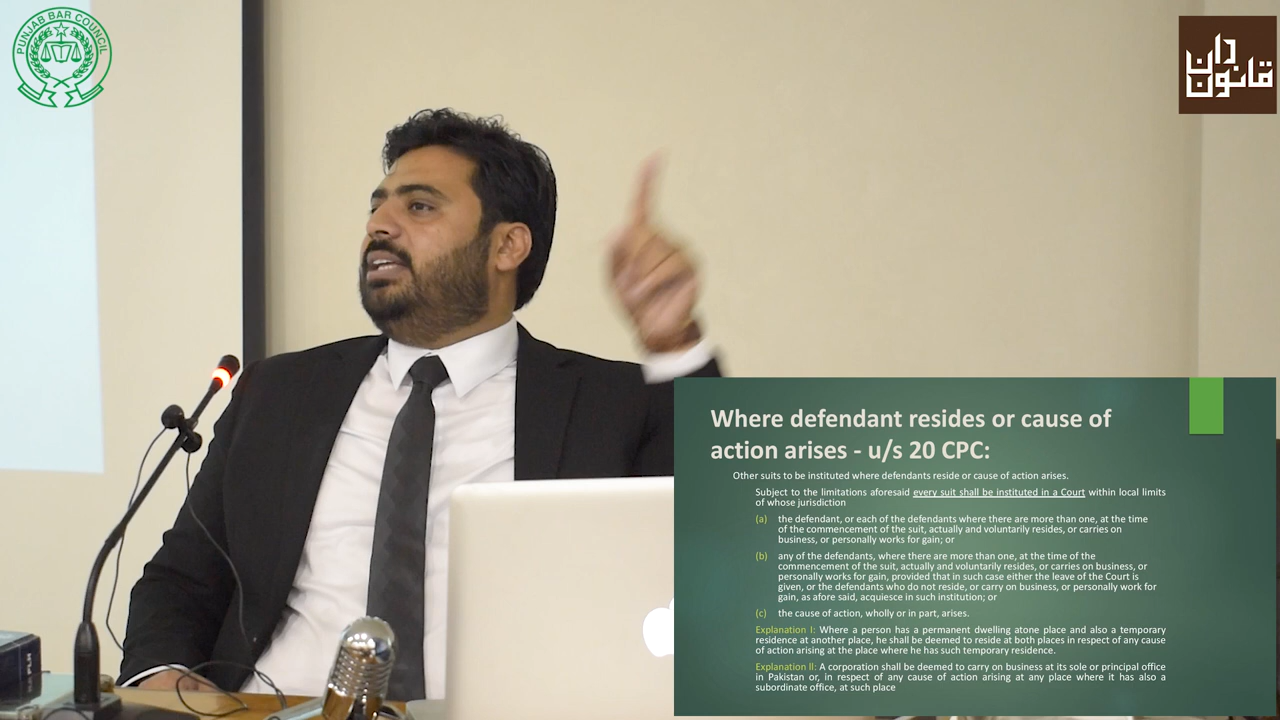 PUNJAB BAR COUNCIL
قانون دان
Where defendant resides or cause of
action arises - u/s 20 CPC:
Other suits to be instituted where defendants reside or cause of action arises.
Subject to the limitations aforesaid every suit shall be instituted in a Court within local limits
of whose jurisdiction
(a) the defendant, or each of the defendants where there are more than one, at the time
of the commencement of the suit, actually and voluntarily resides, or carries on
business, or personally works for gain; or
(b) any of the defendants, where there are more than one, at the time of the
commencement of the suit, actually and voluntarily resides, or carries on business, or
personally works for gain, provided that in such case either the leave of the Court is
given, or the defendants who do not reside, or carry on business, or personally work for
gain, as afore said, acquiesce in such institution; or
(c) the cause of action, wholly or in part, arises.
Explanation I: Where a person has a permanent dwelling atone place and also a temporary
residence at another place, he shall be deemed to reside at both places in respect of any cause
of action arising at the place where he has such temporary residence.
Explanation II: A corporation shall be deemed to carry on business at its sole or principal office
in Pakistan or, in respect of any cause of action arising at any place where it has also a
subordinate office, at such place